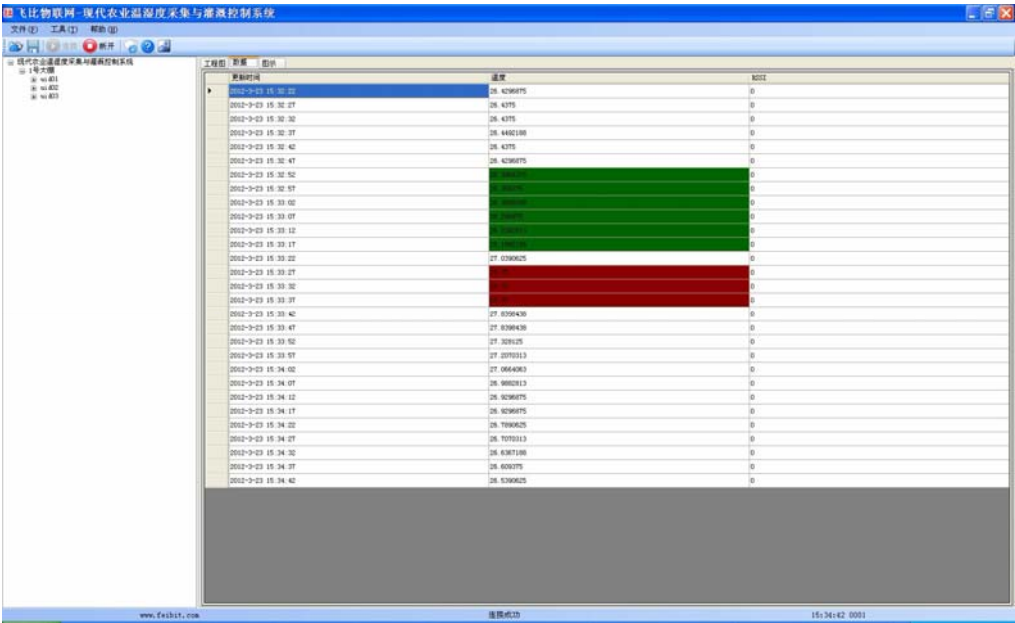 飞比物联网-现代农业温湿度采集与灌溉控制系统
文件(F) 工具(T) 帮助(H)
连接 断开
现代农业温湿度采集与灌溉控制系统
1号大棚
工程图 数据 图示
更新时间 温度 RSSI
2012-3-23 15:32:22 26.4296875 0
2012-3-23 15:32:27 26.4375 0
2012-3-23 15:32:32 26.4375 0
2012-3-23 15:32:37 26.4492188 0
2012-3-23 15:32:42 26.4375 0
2012-3-23 15:32:47 26.4296875 0
2012-3-23 15:32:52 0
2012-3-23 15:32:57 0
2012-3-23 15:33:02 0
2012-3-23 15:33:07 0
2012-3-23 15:33:12 0
2012-3-23 15:33:17 0
2012-3-23 15:33:22 27.0390625 0
2012-3-23 15:33:27 0
2012-3-23 15:33:32 0
2012-3-23 15:33:37 0
2012-3-23 15:33:42 27.8398438 0
2012-3-23 15:33:47 27.8398438 0
2012-3-23 15:33:52 27.328125 0
2012-3-23 15:33:57 27.2070313 0
2012-3-23 15:34:02 27.0664063 0
2012-3-23 15:34:07 26.9882813 0
2012-3-23 15:34:12 26.9296875 0
2012-3-23 15:34:17 26.9296875 0
2012-3-23 15:34:22 26.7890625 0
2012-3-23 15:34:27 26.7070313 0
2012-3-23 15:34:32 26.6367188 0
2012-3-23 15:34:37 26.609375 0
2012-3-23 15:34:42 26.5390625 0
www.feibit.com 连接成功 15:34:42 0001